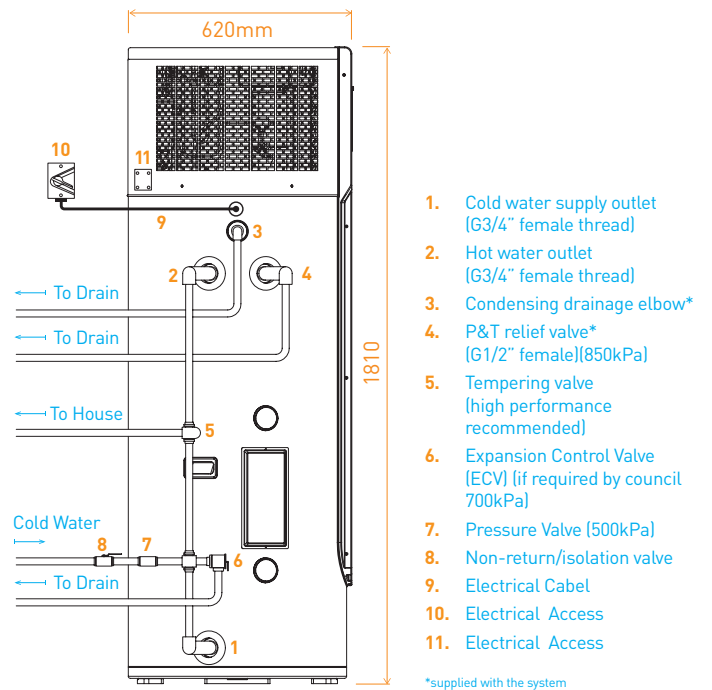 620mm
10
11
9
3
2
4
To Drain
To Drain
1810
To House
5
Cold Water
8
7
6
To Drain
1
1. Cold water supply outlet
(G3/4” female thread)
2. Hot water outlet
(G3/4” female thread)
3. Condensing drainage elbow*
4. P&T relief valve*
(G1/2” female)(850kPa)
5. Tempering valve
(high performance
recommended)
6. Expansion Control Valve
(ECV) (if required by council
700kPa)
7. Pressure Valve (500kPa)
8. Non-return/isolation valve
9. Electrical Cabel
10. Electrical Access
11. Electrical Access
*supplied with the system